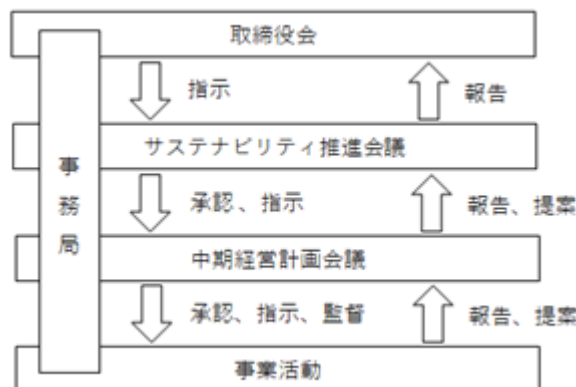 取締役会
指示
報告
サステナビリティ推進会議
事務局
承認、指示
報告、提案
中期経営計画会議
承認、指示、監督
報告、提案
事業活動